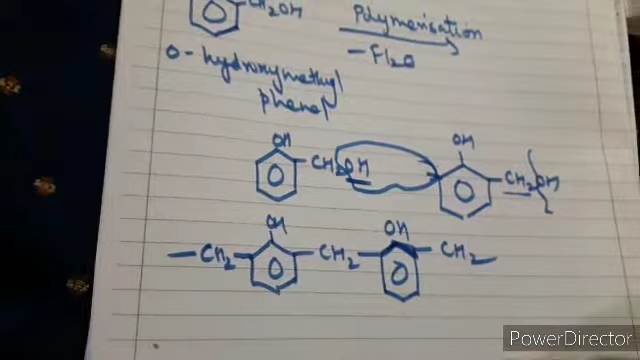 CH₂OH Polymerisation
- H₂O
o- hydroxymethyl
phenol
OH OH
CH₂OH CH₂OH
OH OH
- CH₂ CH₂ CH₂ -
PowerDirector